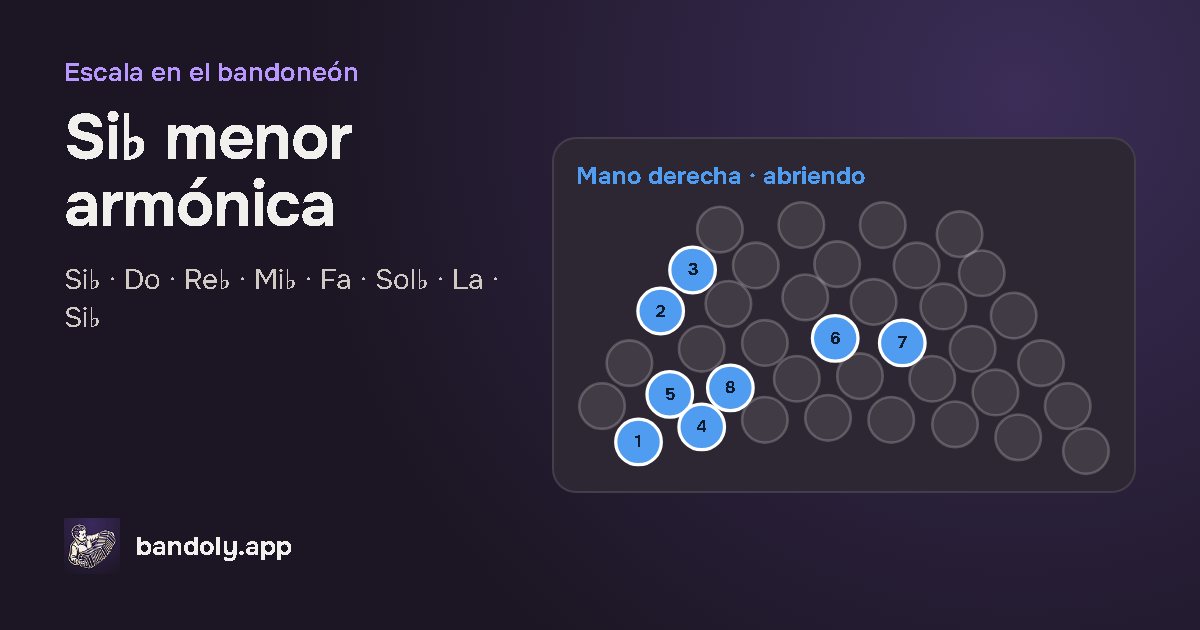 Escala en el bandoneón
Si♭ menor
armónica
Si♭ · Do · Re♭ · Mi♭ · Fa · Sol♭ · La ·
Si♭
Mano derecha · abriendo
3
2
6
7
5
8
4
1
bandoly.app